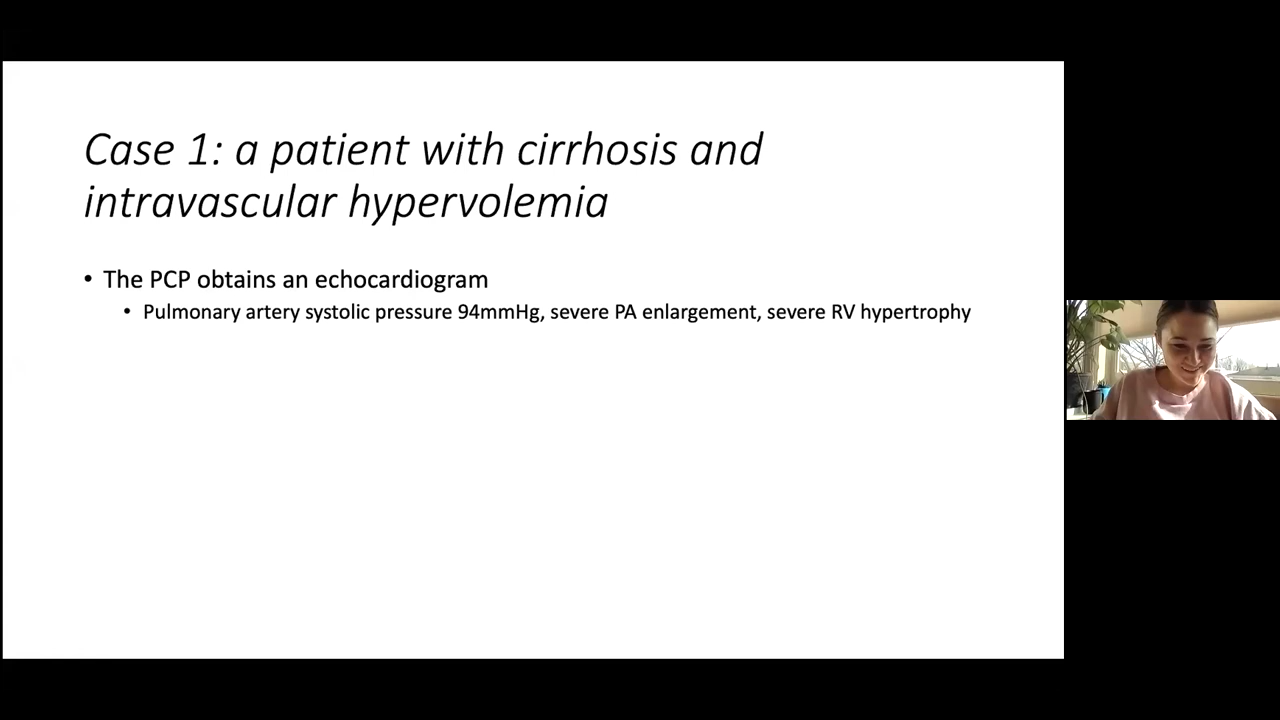 Case 1: a patient with cirrhosis and
intravascular hypervolemia
• The PCP obtains an echocardiogram
• Pulmonary artery systolic pressure 94mmHg, severe PA enlargement, severe RV hypertrophy